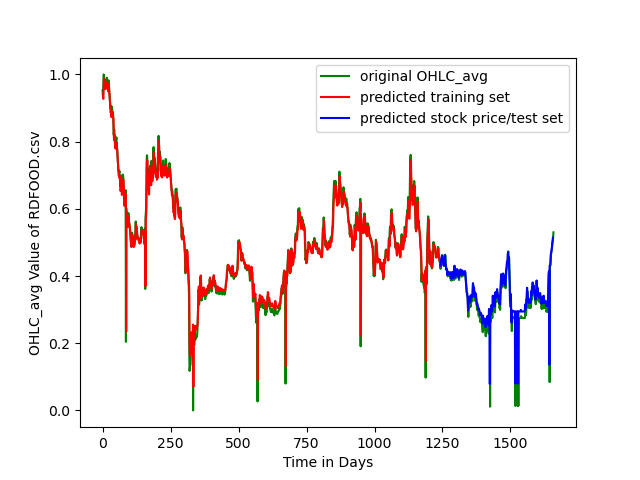 original OHLC_avg
predicted training set
predicted stock price/test set
OHLC_avg Value of RDFOOD.csv
1.0
0.8
0.6
0.4
0.2
0.0
0 250 500 750 1000 1250 1500
Time in Days